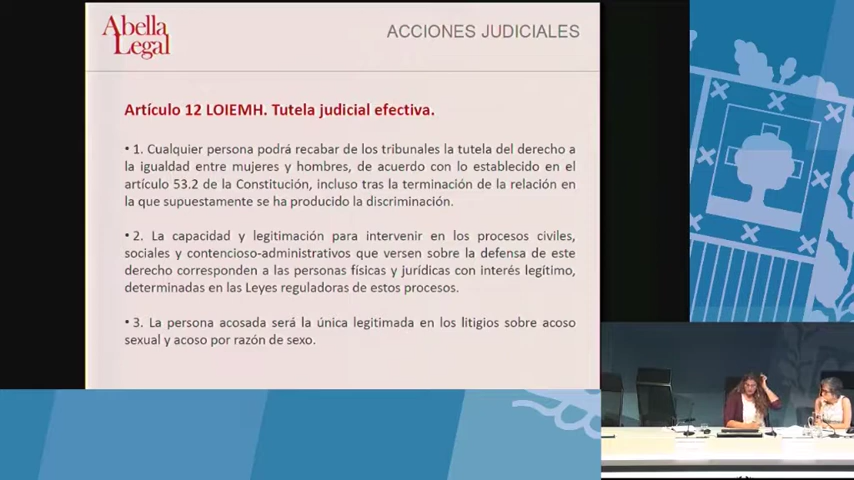 Abella
Legal
ACCIONES JUDICIALES
Artículo 12 LOIEMH. Tutela judicial efectiva.
• 1. Cualquier persona podrá recabar de los tribunales la tutela del derecho a
la igualdad entre mujeres y hombres, de acuerdo con lo establecido en el
artículo 53.2 de la Constitución, incluso tras la terminación de la relación en
la que supuestamente se ha producido la discriminación.
• 2. La capacidad y legitimación para intervenir en los procesos civiles,
sociales y contencioso-administrativos que versen sobre la defensa de este
derecho corresponden a las personas físicas y jurídicas con interés legítimo,
determinadas en las Leyes reguladoras de estos procesos.
• 3. La persona acosada será la única legitimada en los litigios sobre acoso
sexual y acoso por razón de sexo.